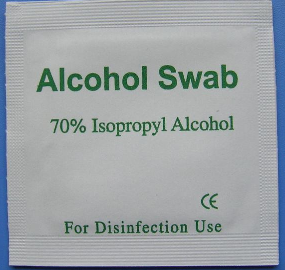 Alcohol Swab
70% Isopropyl Alcohol
CE
For Disinfection Use